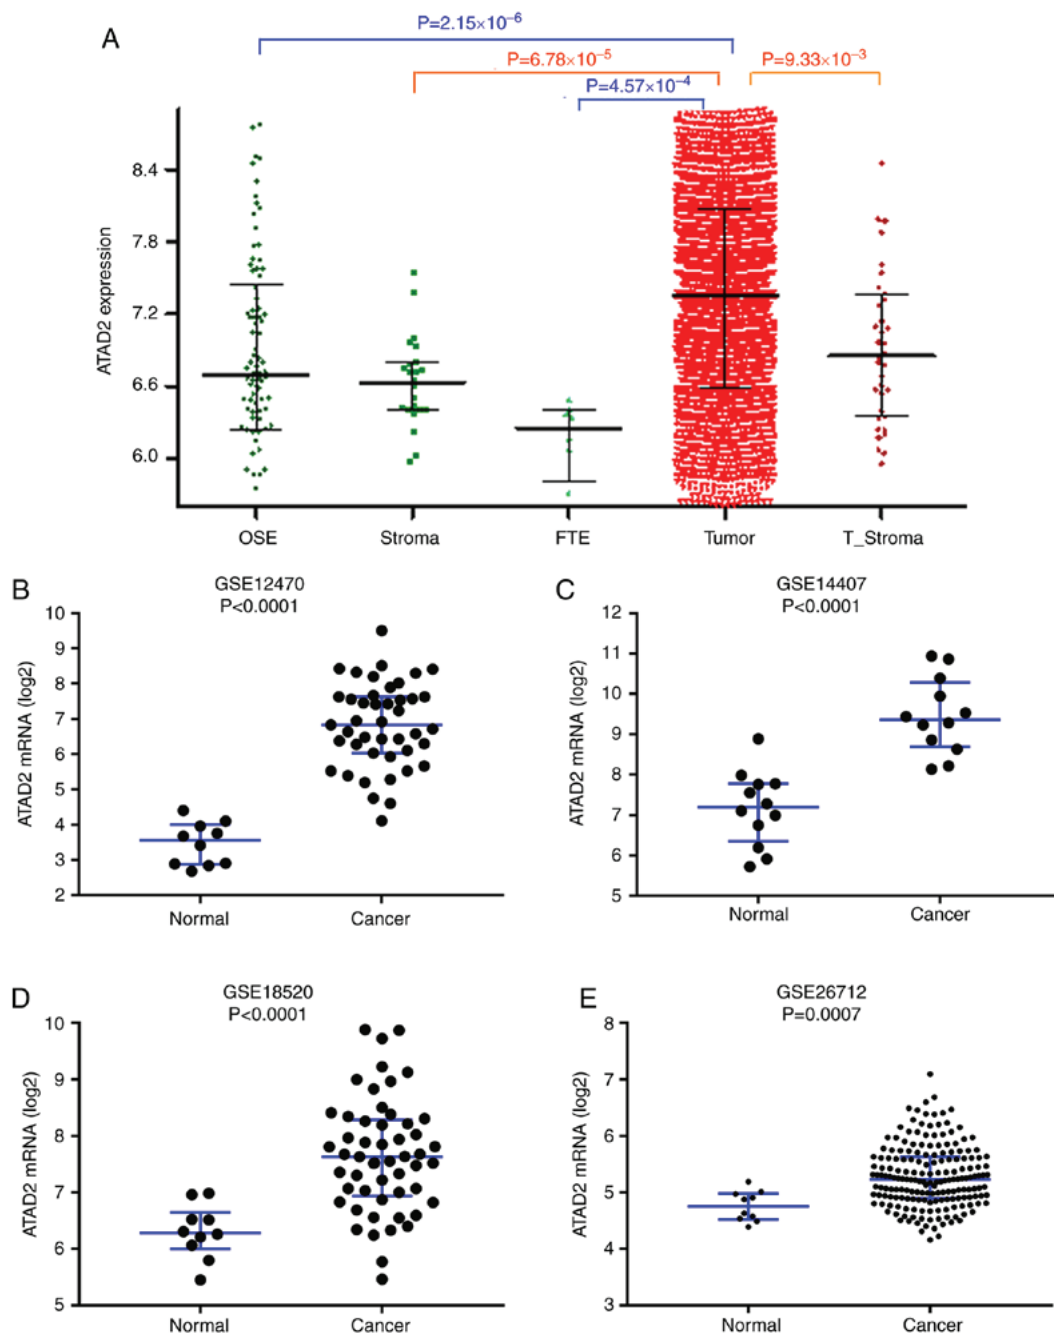 A
P=2.15×10⁻⁶
P=6.78×10⁻⁵
P=9.33×10⁻³
P=4.57×10⁻⁴
ATAD2 expression
8.4
7.8
7.2
6.6
6.0
OSE Stroma FTE Tumor T_Stroma
B
GSE12470
P<0.0001
ATAD2 mRNA (log2)
10
9
8
7
6
5
4
3
2
Normal Cancer
C
GSE14407
P<0.0001
ATAD2 mRNA (log2)
12
11
10
9
8
7
6
5
Normal Cancer
D
GSE18520
P<0.0001
ATAD2 mRNA (log2)
10
9
8
7
6
5
Normal Cancer
E
GSE26712
P=0.0007
ATAD2 mRNA (log2)
8
7
6
5
4
3
Normal Cancer